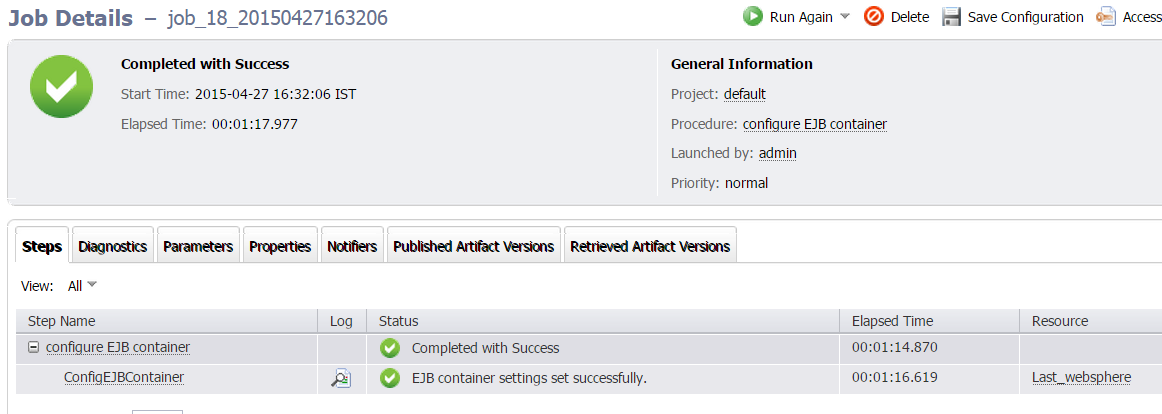 Job Details – job_18_20150427163206
Run Again Delete Save Configuration Access
Completed with Success
Start Time: 2015-04-27 16:32:06 IST
Elapsed Time: 00:01:17.977
General Information
Project: default
Procedure: configure EJB container
Launched by: admin
Priority: normal
Steps Diagnostics Parameters Properties Notifiers Published Artifact Versions Retrieved Artifact Versions
View: All
Step Name Log Status Elapsed Time Resource
configure EJB container Completed with Success 00:01:14.870
ConfigEJBContainer EJB container settings set successfully. 00:01:16.619 Last_websphere